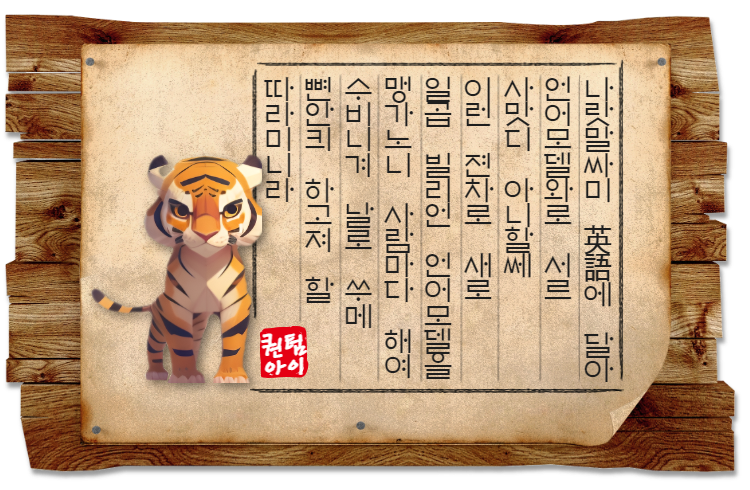 나랏말싸미 英語에 달아
언어모델와로 서르
사맛디 아니할쎄
이런 젼차로 새로
일곱 빌리언 언어모델을
맹가노니 사람마다 해여
수비니겨 날로 쑤메
뼌한킈 하고져 할
따라미니라
퀀텀
아이